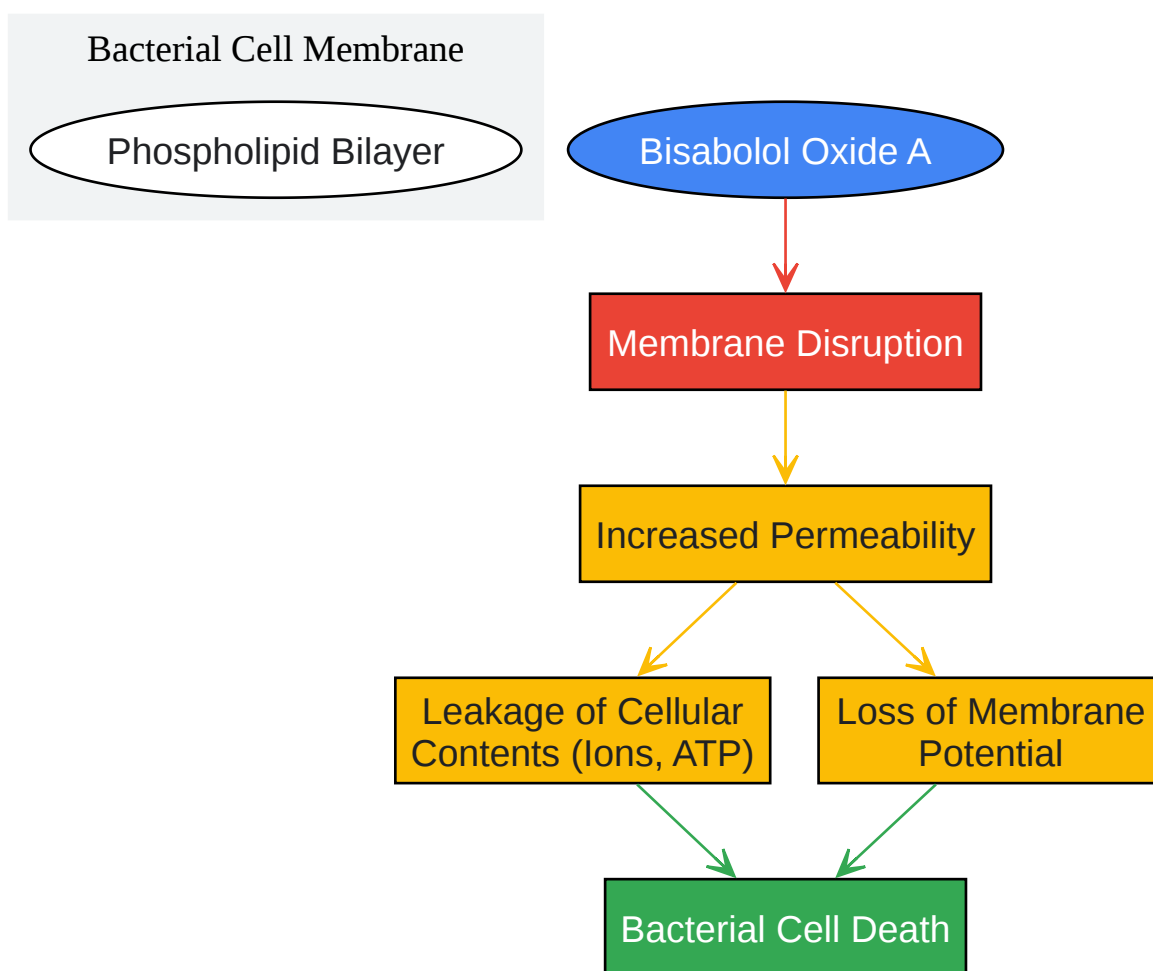 Bacterial Cell Membrane
Phospholipid Bilayer
Bisabolol Oxide A
Membrane Disruption
Increased Permeability
Leakage of Cellular
Contents (Ions, ATP)
Loss of Membrane
Potential
Bacterial Cell Death